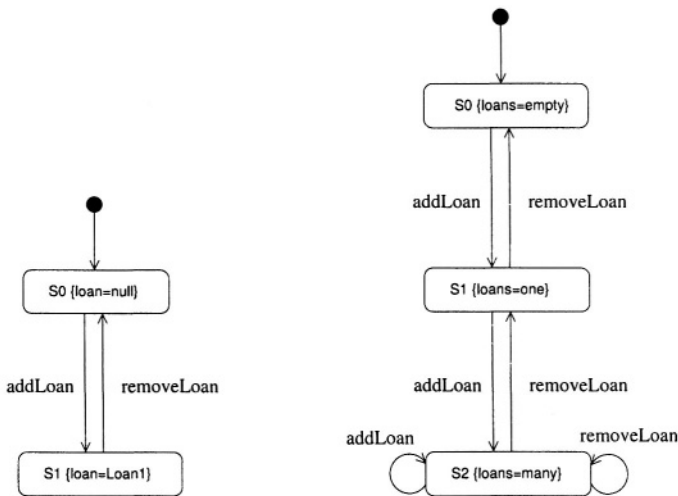 S0 {loan=null}
addLoan
removeLoan
S1 {loan=Loan1}
S0 {loans=empty}
addLoan
removeLoan
S1 {loans=one}
addLoan
removeLoan
addLoan
S2 {loans=many}
removeLoan